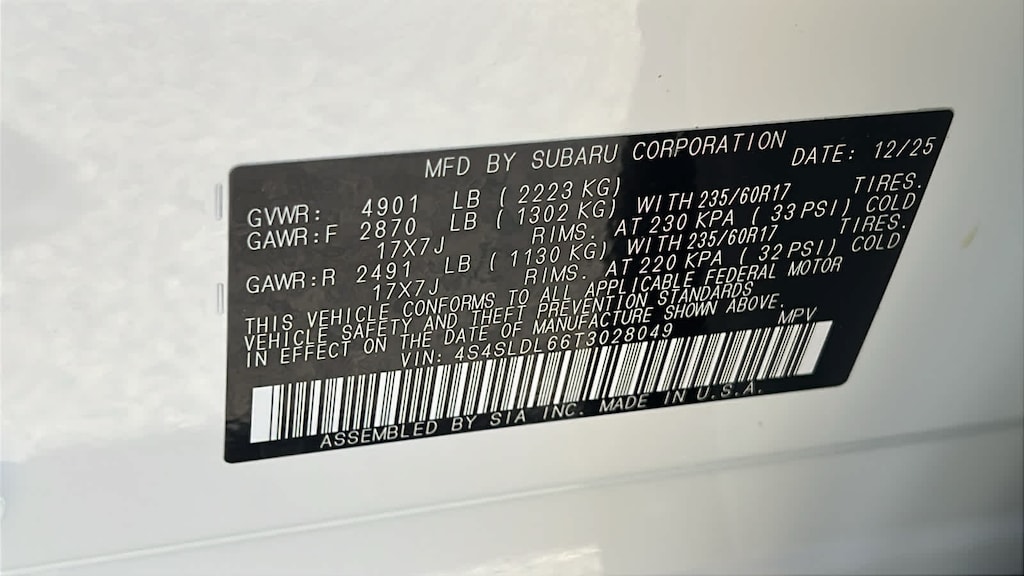 MFD BY SUBARU CORPORATION DATE: 12/25
GVWR: 4901 LB ( 2223 KG)
GAWR:F 2870 LB ( 1302 KG) WITH 235/60R17 TIRES.
17X7J RIMS. AT 230 KPA ( 33 PSI) COLD
GAWR:R 2491 LB ( 1130 KG) WITH 235/60R17 TIRES.
17X7J RIMS. AT 220 KPA ( 32 PSI) COLD
THIS VEHICLE CONFORMS TO ALL APPLICABLE FEDERAL MOTOR
VEHICLE SAFETY AND THEFT PREVENTION STANDARDS
IN EFFECT ON THE DATE OF MANUFACTURE SHOWN ABOVE.
VIN: 4S4SLDL66T3028049 MPV
ASSEMBLED BY SIA INC. MADE IN U.S.A.